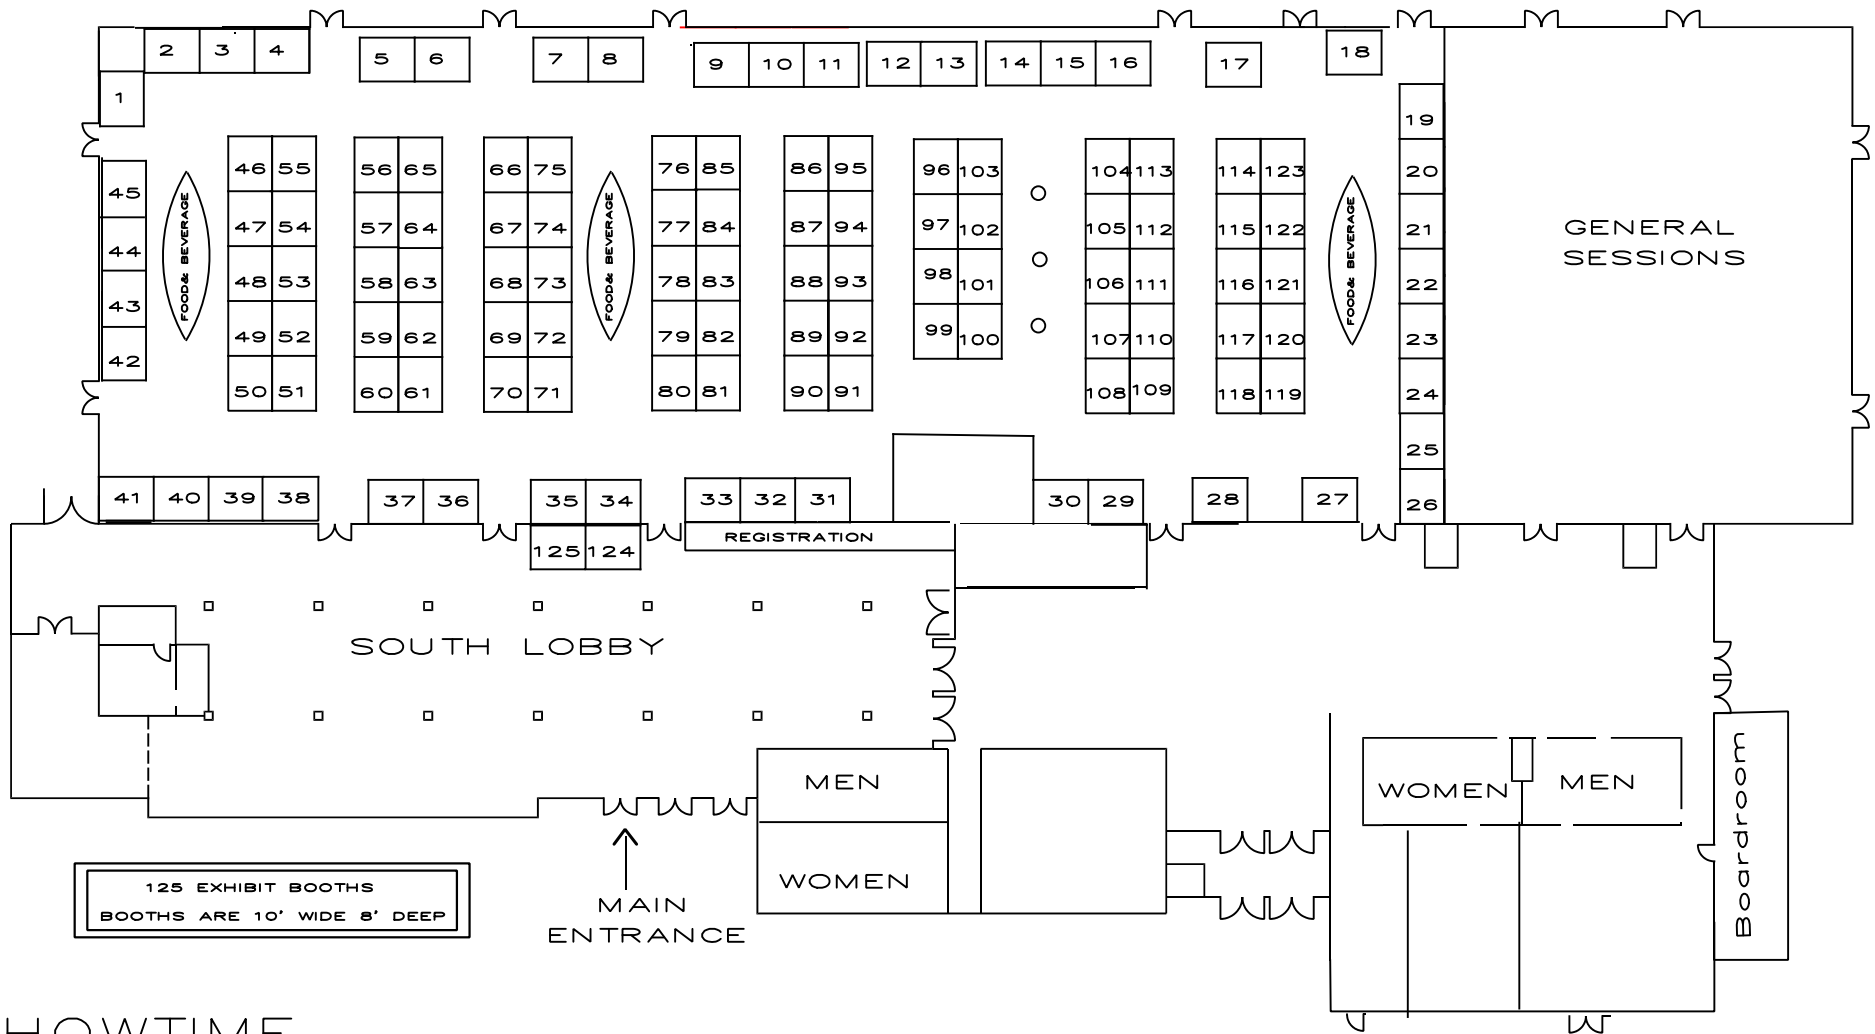 2 3 4 5 6 7 8 9 10 11 12 13 14 15 16 17 18
1
19
46 55 56 65 66 75 76 85 86 95 96 103 104 113 114 123 20
45
47 54 57 64 67 74 77 84 87 94 97 102 105 112 115 122 21
44
48 53 58 63 68 73 78 83 88 93 98 101 106 111 116 121 22
43
49 52 59 62 69 72 79 82 89 92 99 100 107 110 117 120 23
42
50 51 60 61 70 71 80 81 90 91 108 109 118 119 24
25
26
FOOD& BEVERAGE
FOOD& BEVERAGE
FOOD& BEVERAGE
GENERAL
SESSIONS
41 40 39 38 37 36 35 34 33 32 31 30 29 28 27
125 124
REGISTRATION
SOUTH LOBBY
MEN
WOMEN
WOMEN
MEN
Boardroom
125 EXHIBIT BOOTHS
BOOTHS ARE 10' WIDE 8' DEEP
MAIN
ENTRANCE
HOWTIME